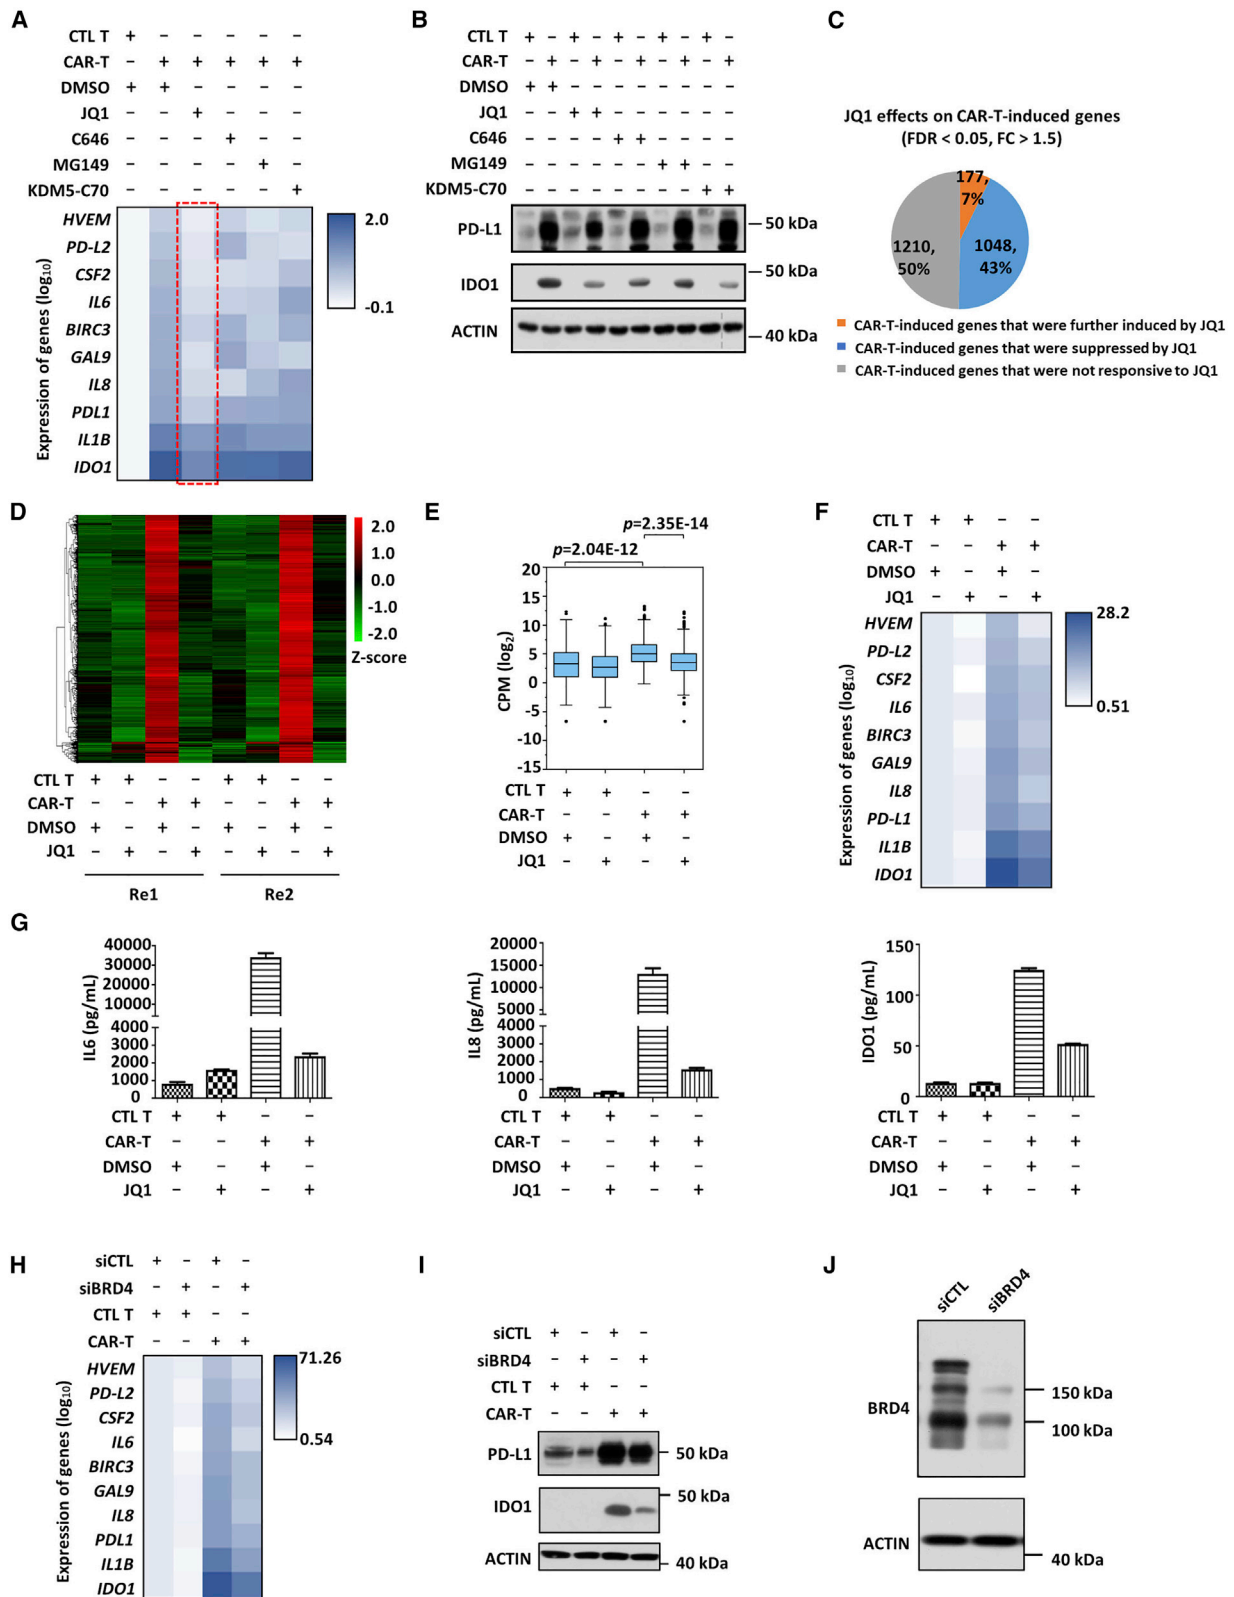 A
CTL T + – – – – –
CAR-T – + + + + +
DMSO + + – – – –
JQ1 – – + – – –
C646 – – – + – –
MG149 – – – – + –
KDM5-C70 – – – – – +
Expression of genes (log10)
HVEM
PD-L2
CSF2
IL6
BIRC3
GAL9
IL8
PDL1
IL1B
IDO1
2.0
-0.1
B
CTL T + – + – + – + – + –
CAR-T – + – + – + – + – +
DMSO + + – – – – – – – –
JQ1 – – + + – – – – – –
C646 – – – – + + – – – –
MG149 – – – – – – + + – –
KDM5-C70 – – – – – – – – + +
PD-L1
50 kDa
IDO1
50 kDa
ACTIN
40 kDa
C
JQ1 effects on CAR-T-induced genes
(FDR < 0.05, FC > 1.5)
177,
7%
1210,
50%
1048,
43%
CAR-T-induced genes that were further induced by JQ1
CAR-T-induced genes that were suppressed by JQ1
CAR-T-induced genes that were not responsive to JQ1
D
2.0
1.0
0.0
-1.0
-2.0
Z-score
CTL T + + – – + + – –
CAR-T – – + + – – + +
DMSO + – + – + – + –
JQ1 – + – + – + – +
Re1
Re2
E
p=2.35E-14
p=2.04E-12
CPM (log2)
20
15
10
5
0
-5
-10
-15
CTL T + + – –
CAR-T – – + +
DMSO + – + –
JQ1 – + – +
F
CTL T + + – –
CAR-T – – + +
DMSO + – + –
JQ1 – + – +
Expression of genes (log10)
HVEM
PD-L2
CSF2
IL6
BIRC3
GAL9
IL8
PD-L1
IL1B
IDO1
28.2
0.51
G
IL6 (pg/mL)
40000
30000
20000
10000
4000
3000
2000
1000
0
CTL T + + – –
CAR-T – – + +
DMSO + – + –
JQ1 – + – +
IL8 (pg/mL)
20000
15000
10000
5000
4000
3000
2000
1000
0
CTL T + + – –
CAR-T – – + +
DMSO + – + –
JQ1 – + – +
IDO1 (pg/mL)
150
100
50
0
CTL T + + – –
CAR-T – – + +
DMSO + – + –
JQ1 – + – +
H
siCTL + – + –
siBRD4 – + – +
CTL T + + – –
CAR-T – – + +
Expression of genes (log10)
HVEM
PD-L2
CSF2
IL6
BIRC3
GAL9
IL8
PDL1
IL1B
IDO1
71.26
0.54
I
siCTL + – + –
siBRD4 – + – +
CTL T + + – –
CAR-T – – + +
PD-L1
50 kDa
IDO1
50 kDa
ACTIN
40 kDa
J
siCTL
siBRD4
BRD4
150 kDa
100 kDa
ACTIN
40 kDa